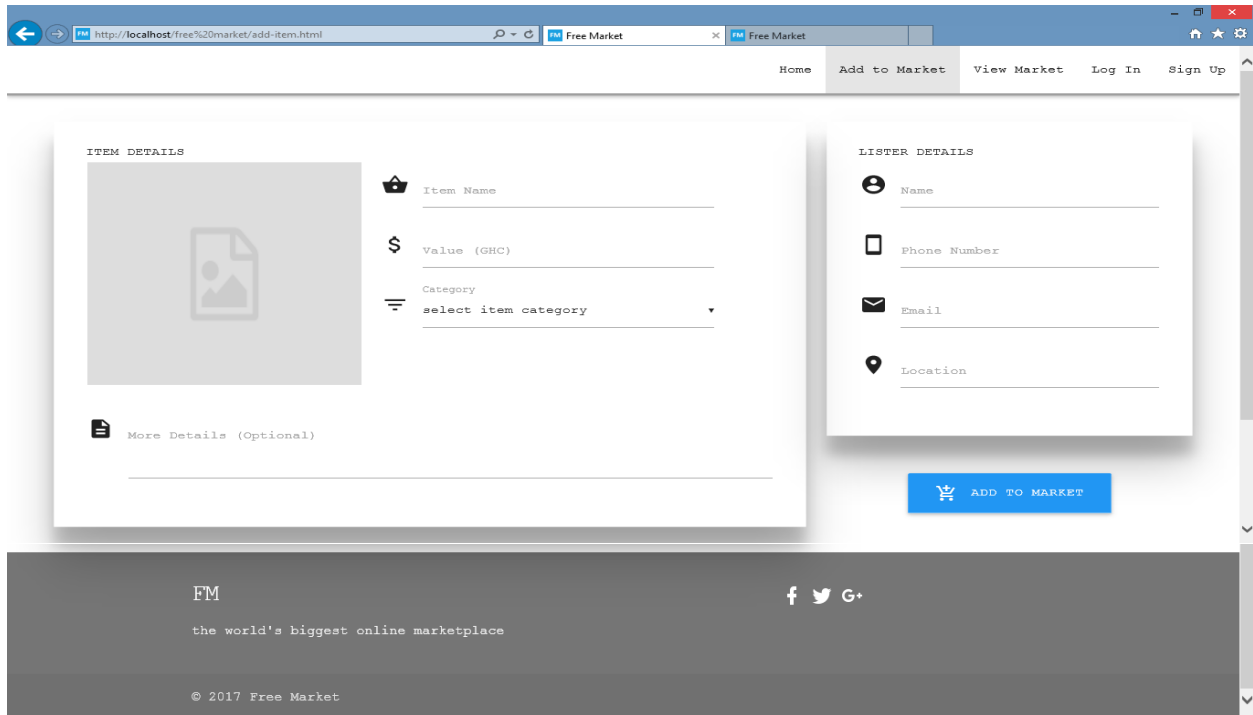 http://localhost/free%20market/add-item.html
FM Free Market
FM Free Market
Home Add to Market View Market Log In Sign Up
ITEM DETAILS
Item Name
$ Value (GHC)
Category
select item category
More Details (Optional)
LISTER DETAILS
Name
Phone Number
Email
Location
ADD TO MARKET
FM
the world's biggest online marketplace
f G+
© 2017 Free Market